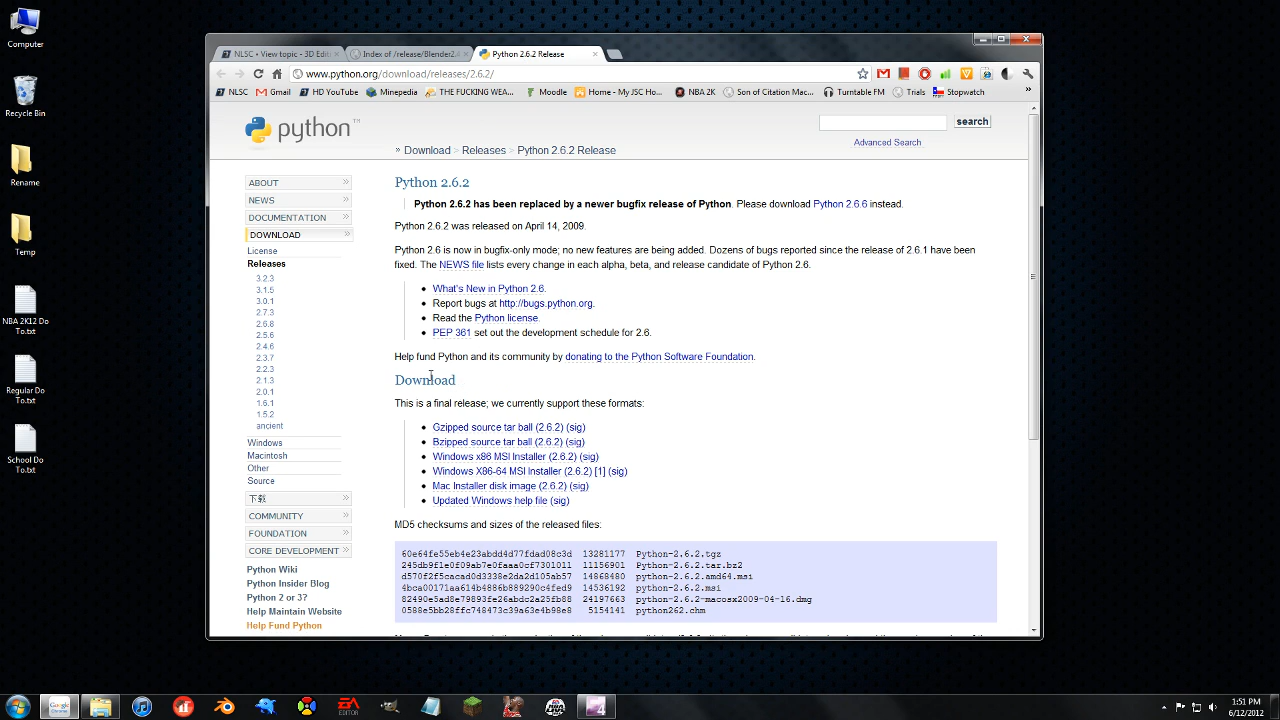 Computer
Recycle Bin
Rename
Temp
NBA 2K12 Do
To.txt
Regular Do
To.txt
School Do
To.txt
NLSC • View topic - 3D Edit
Index of /release/Blender2.4
Python 2.6.2 Release
www.python.org/download/releases/2.6.2/
NLSC
Gmail
HD YouTube
Minepedia
THE FUCKING WEA...
Moodle
Home - My JSC Ho...
NBA 2K
Son of Citation Mac...
Turntable FM
Trials
Stopwatch
»
python™
search
Advanced Search
» Download > Releases > Python 2.6.2 Release
ABOUT »
NEWS »
DOCUMENTATION »
DOWNLOAD »
License
Releases
3.2.3
3.1.5
3.0.1
2.7.3
2.6.8
2.5.6
2.4.6
2.3.7
2.2.3
2.1.3
2.0.1
1.6.1
1.5.2
ancient
Windows
Macintosh
Other
Source
下载 »
COMMUNITY »
FOUNDATION »
CORE DEVELOPMENT »
Python Wiki
Python Insider Blog
Python 2 or 3?
Help Maintain Website
Help Fund Python
Python 2.6.2
Python 2.6.2 has been replaced by a newer bugfix release of Python. Please download Python 2.6.6 instead.
Python 2.6.2 was released on April 14, 2009.
Python 2.6 is now in bugfix-only mode; no new features are being added. Dozens of bugs reported since the release of 2.6.1 have been
fixed. The NEWS file lists every change in each alpha, beta, and release candidate of Python 2.6.
• What's New in Python 2.6.
• Report bugs at http://bugs.python.org.
• Read the Python license.
• PEP 361 set out the development schedule for 2.6.
Help fund Python and its community by donating to the Python Software Foundation.
Download
This is a final release; we currently support these formats:
• Gzipped source tar ball (2.6.2) (sig)
• Bzipped source tar ball (2.6.2) (sig)
• Windows x86 MSI Installer (2.6.2) (sig)
• Windows X86-64 MSI Installer (2.6.2) [1] (sig)
• Mac Installer disk image (2.6.2) (sig)
• Updated Windows help file (sig)
MD5 checksums and sizes of the released files:
60e64fe55eb4e23abdd4d77fdad08c3d 13281177 Python-2.6.2.tgz
245db9f1e0f09ab7e0faaa0cf7301011 11156901 Python-2.6.2.tar.bz2
d570f2f5cacad0d3338e2da2d105ab57 14868480 python-2.6.2.amd64.msi
4bca00171aa614b4886b889290c4fed9 14536192 python-2.6.2.msi
82490e5ad8e79893fe26abdc2a25fb88 24197663 python-2.6.2-macosx2009-04-16.dmg
0588e5bb28ffc748473c39a63e4b98e8 5154141 python262.chm
Google
EA
EDITOR
1:51 PM
6/12/2012